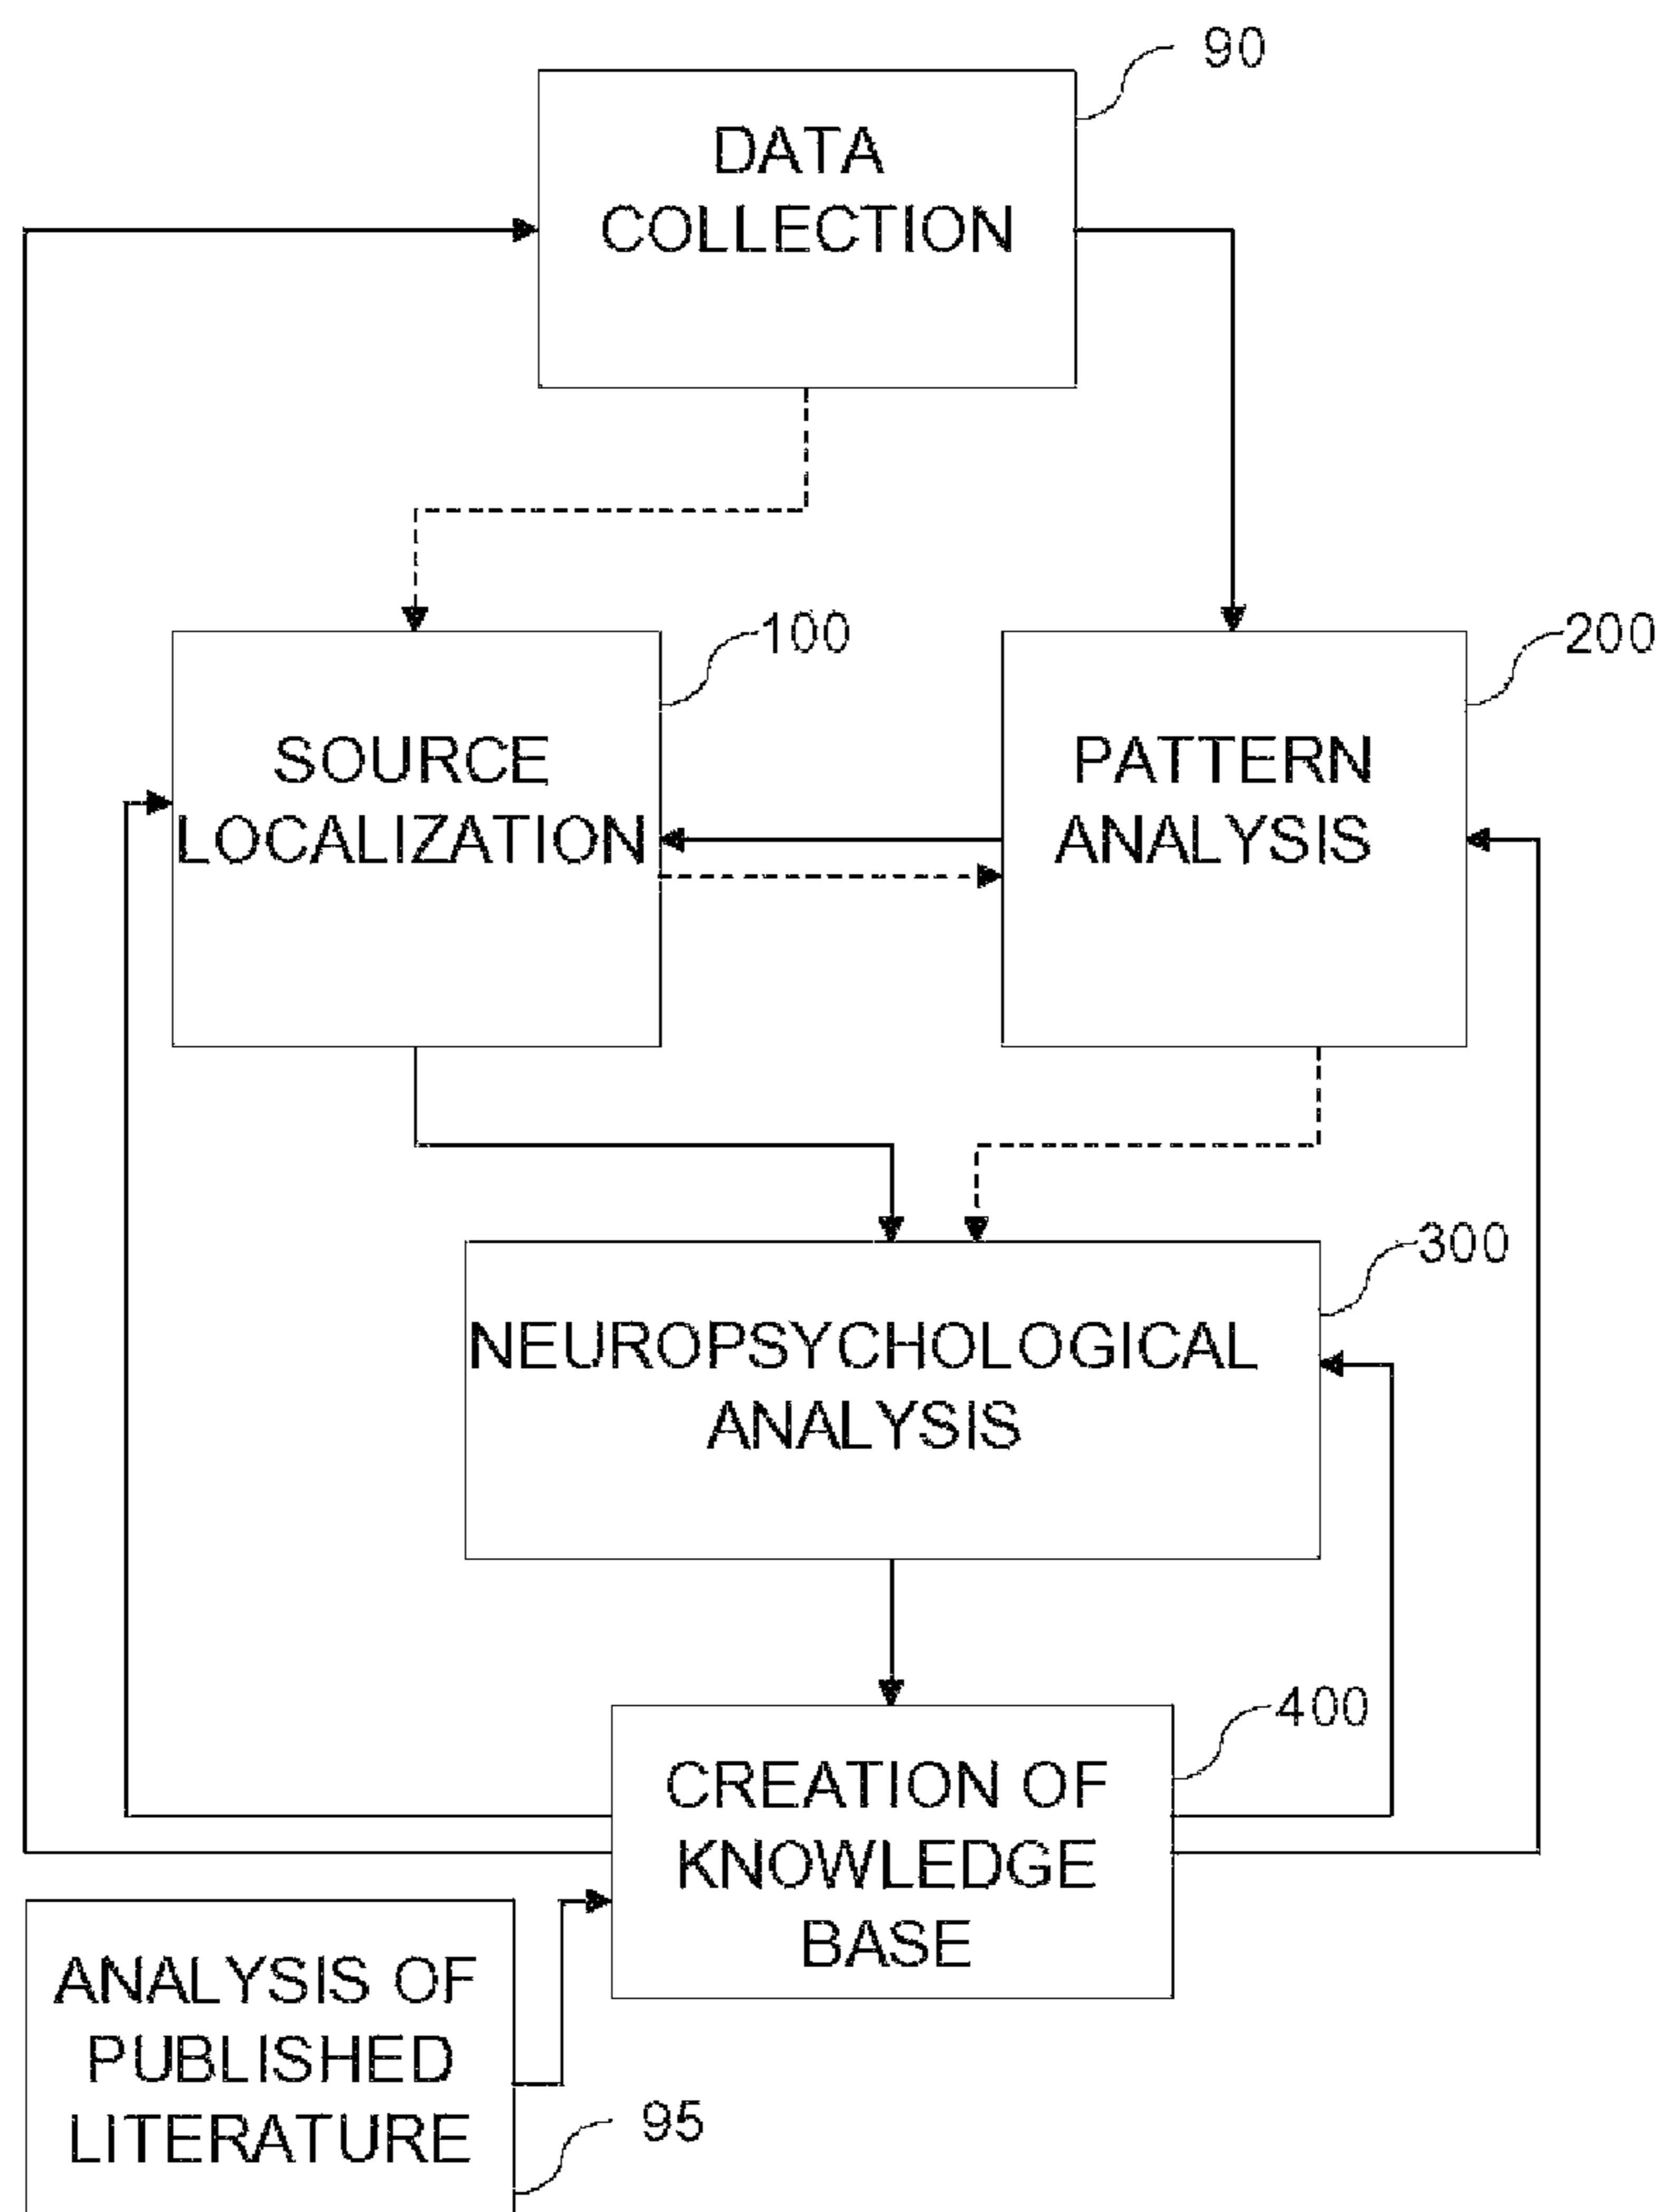 90
DATA
COLLECTION
100
200
SOURCE
LOCALIZATION
PATTERN
ANALYSIS
300
NEUROPSYCHOLOGICAL
ANALYSIS
400
CREATION OF
KNOWLEDGE
BASE
ANALYSIS OF
PUBLISHED
LITERATURE
95